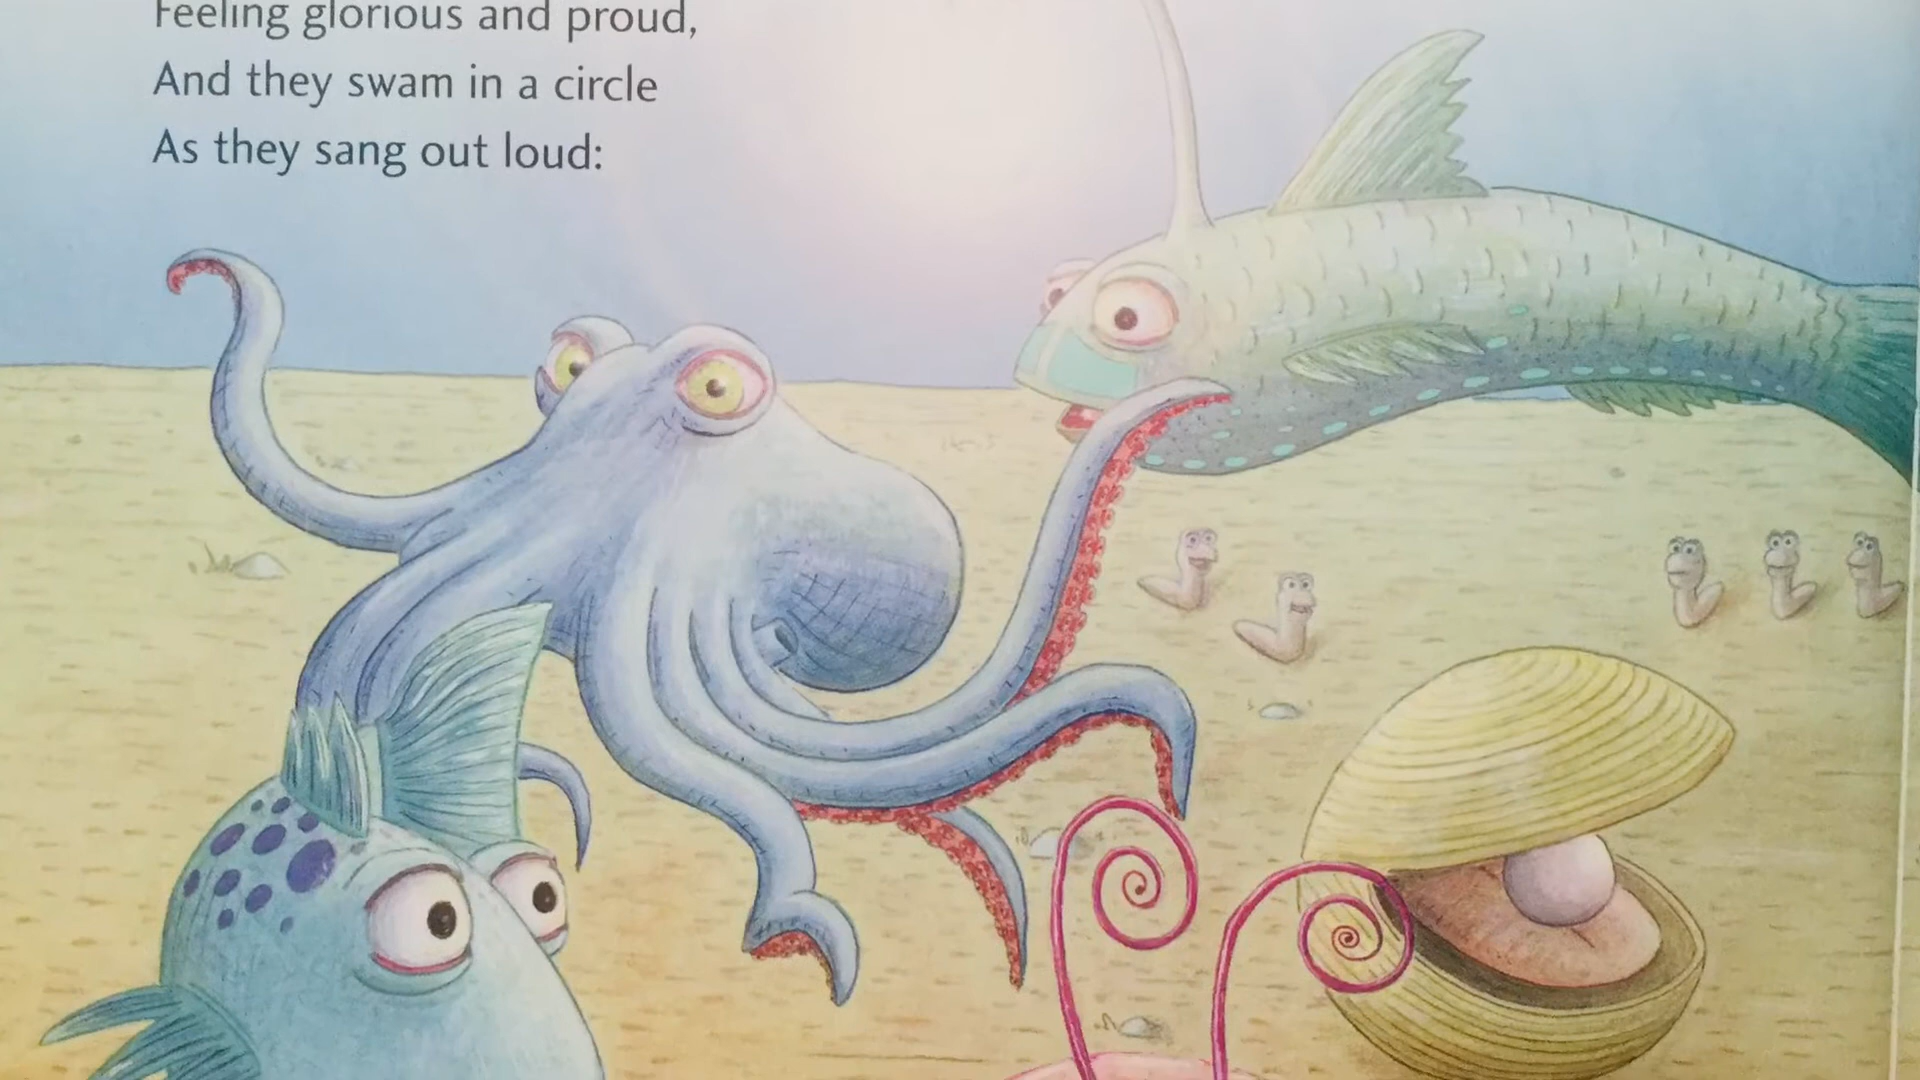 Feeling glorious and proud,
And they swam in a circle
As they sang out loud: